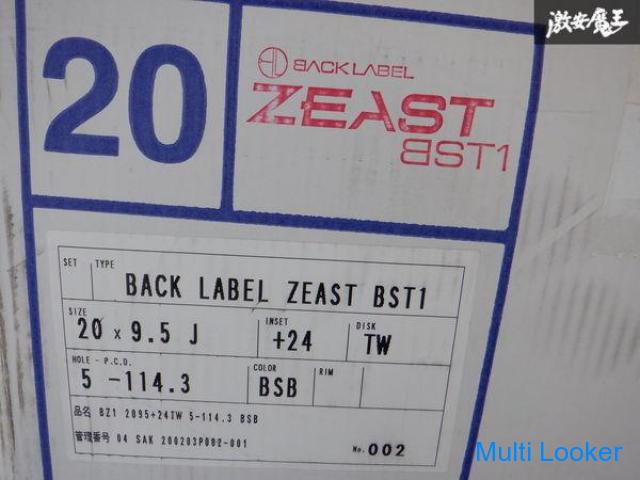 激安魔王
20
BACK LABEL
ZEAST
BST1
SET TYPE
BACK LABEL ZEAST BST1
SIZE INSET DISK
20 x 9.5 J +24 TW
HOLE - P.C.D. COLOR RIM
5 -114.3 BSB
品名 BZ1 2095+24TW 5-114.3 BSB
管理番号 04 SAK 200203P002-001 No. 002
Multi Looker